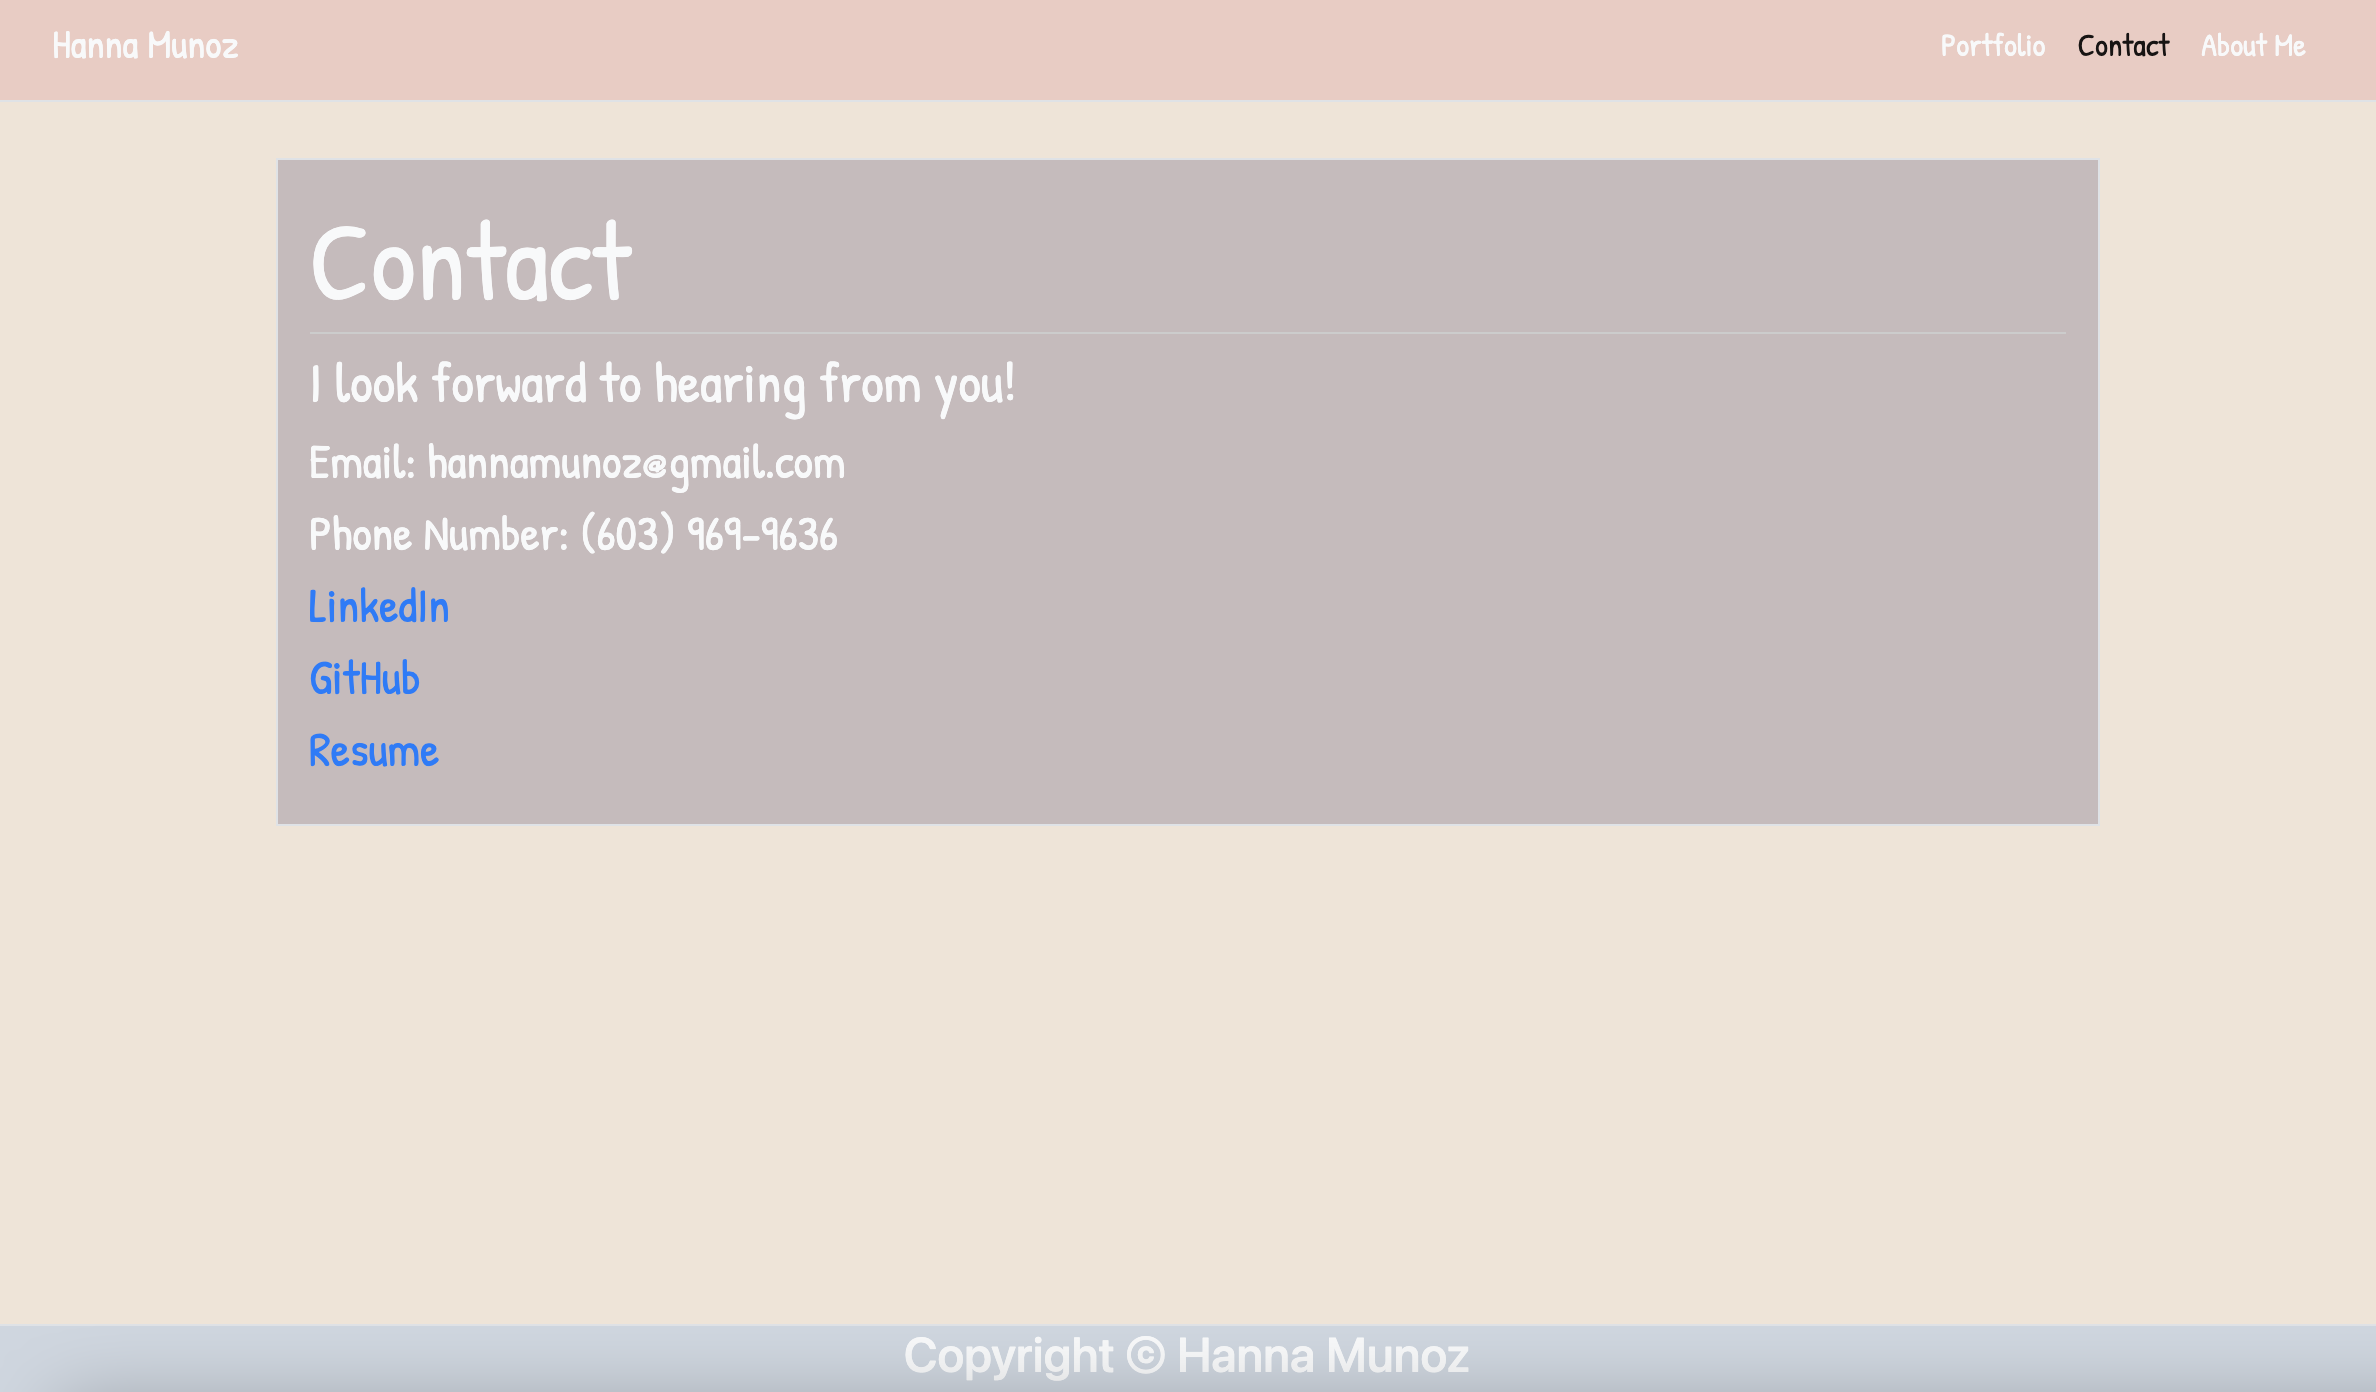 Hanna Munoz
Portfolio Contact About Me
Contact
I look forward to hearing from you!
Email: hannamunoz@gmail.com
Phone Number: (603) 969-9636
LinkedIn
GitHub
Resume
Copyright © Hanna Munoz